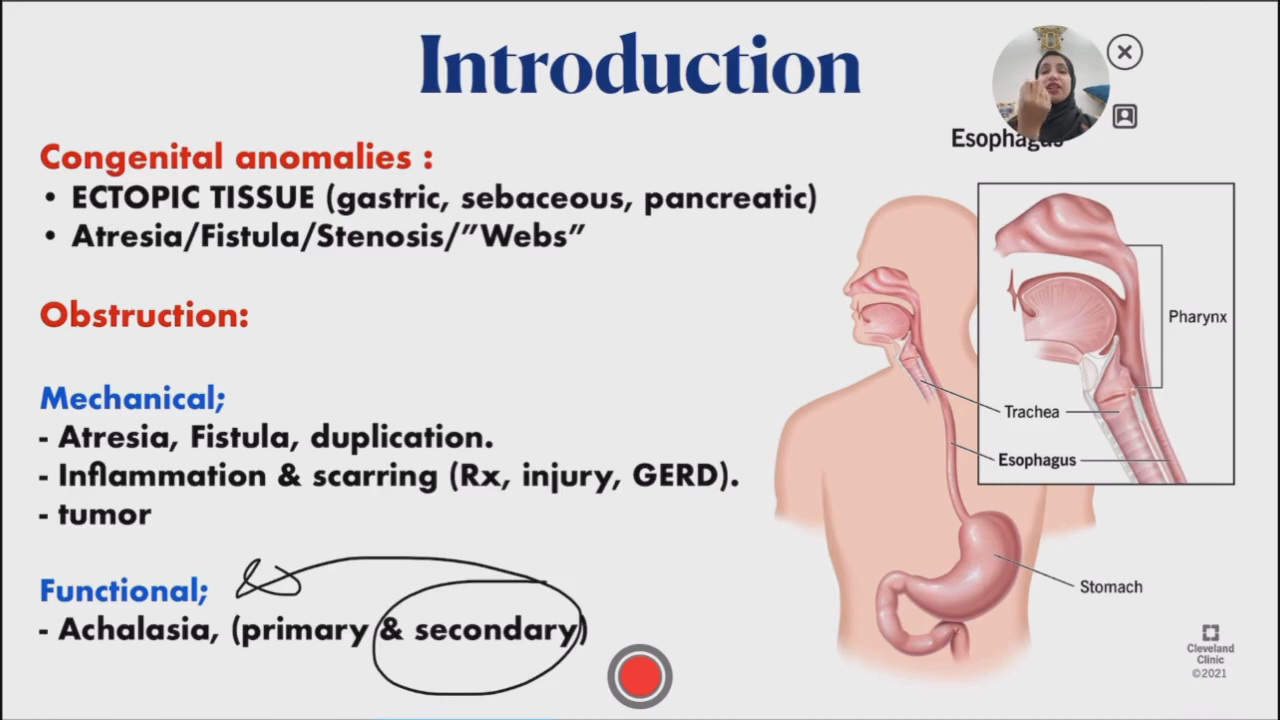 Introduction
Esophagus
Congenital anomalies :
• ECTOPIC TISSUE (gastric, sebaceous, pancreatic)
• Atresia/Fistula/Stenosis/”Webs”
Obstruction:
Mechanical;
- Atresia, Fistula, duplication.
- Inflammation & scarring (Rx, injury, GERD).
- tumor
Functional;
- Achalasia, (primary & secondary)
Pharynx
Trachea
Esophagus
Stomach
Cleveland
Clinic
©2021